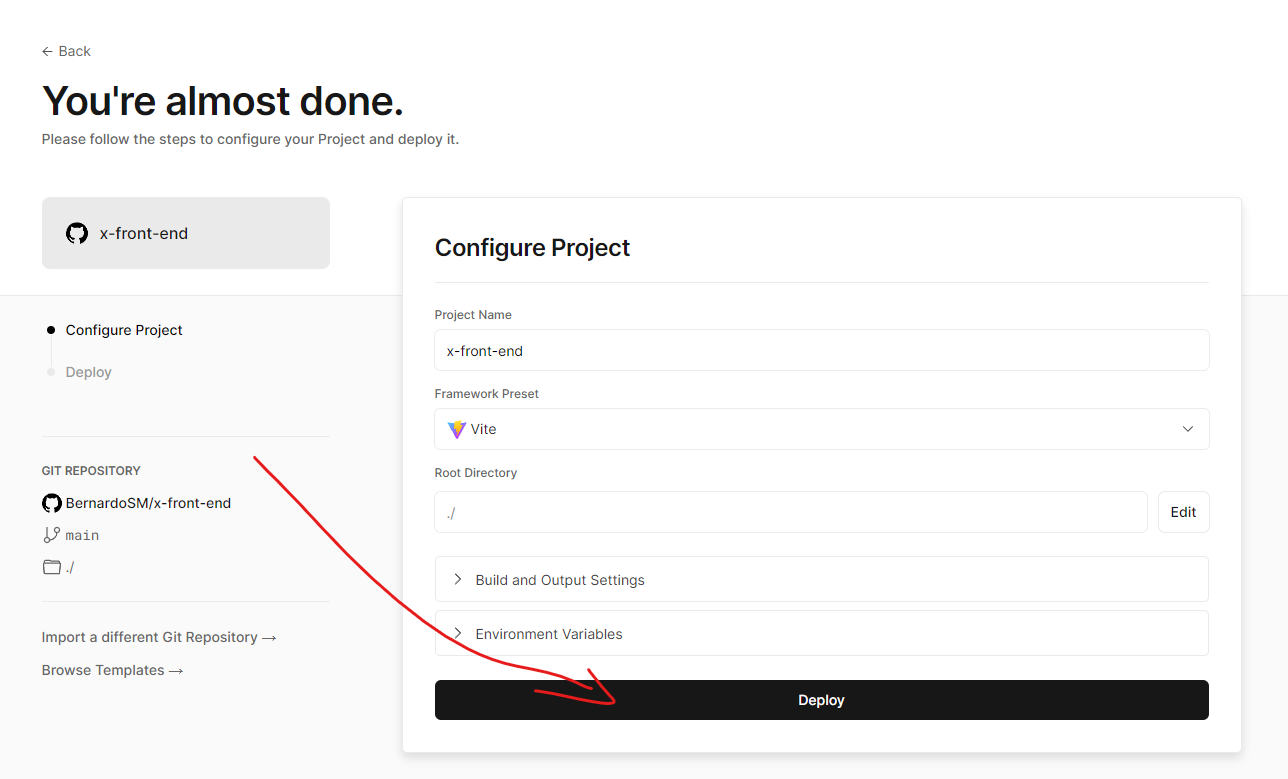 ← Back
You're almost done.
Please follow the steps to configure your Project and deploy it.
x-front-end
Configure Project
Deploy
GIT REPOSITORY
BernardoSM/x-front-end
main
./
Import a different Git Repository →
Browse Templates →
Configure Project
Project Name
x-front-end
Framework Preset
Vite
Root Directory
./
Edit
Build and Output Settings
Environment Variables
Deploy